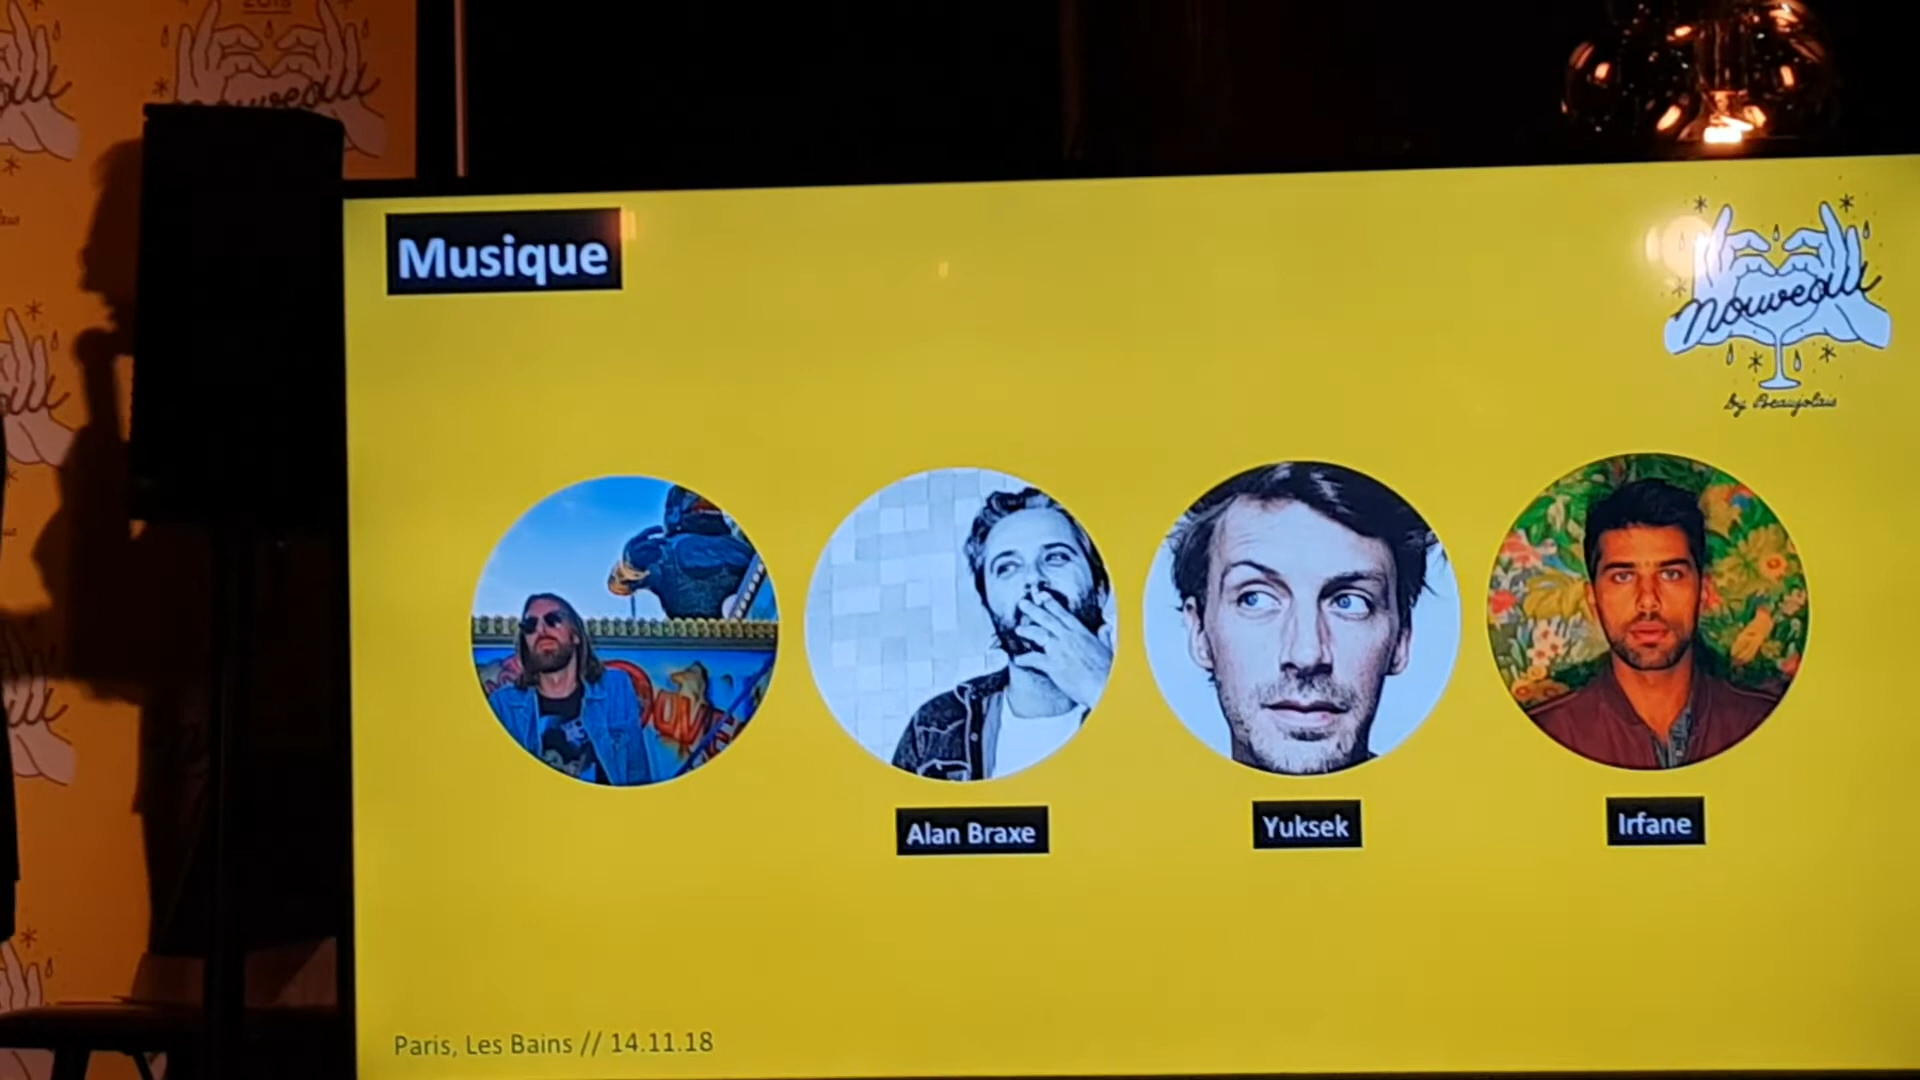 Musique
Nouveau
by Beaujolais
Alan Braxe
Yuksek
Irfane
Paris, Les Bains // 14.11.18